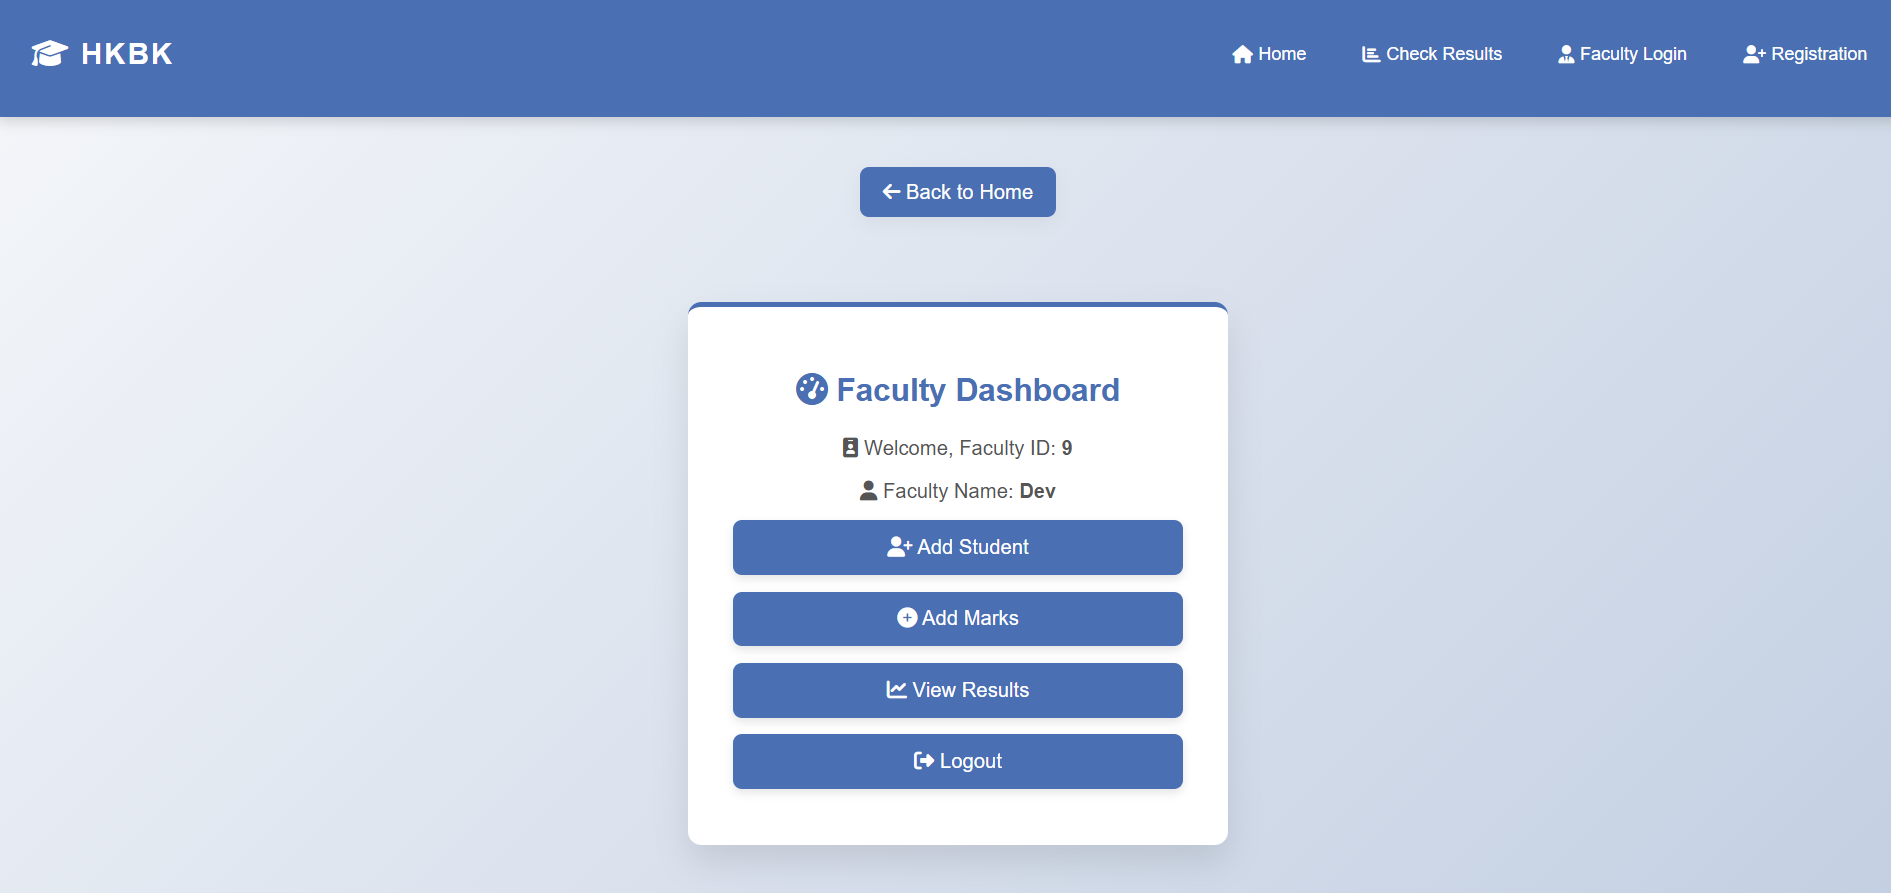 HKBK
Home
Check Results
Faculty Login
Registration
Back to Home
Faculty Dashboard
Welcome, Faculty ID: 9
Faculty Name: Dev
Add Student
Add Marks
View Results
Logout